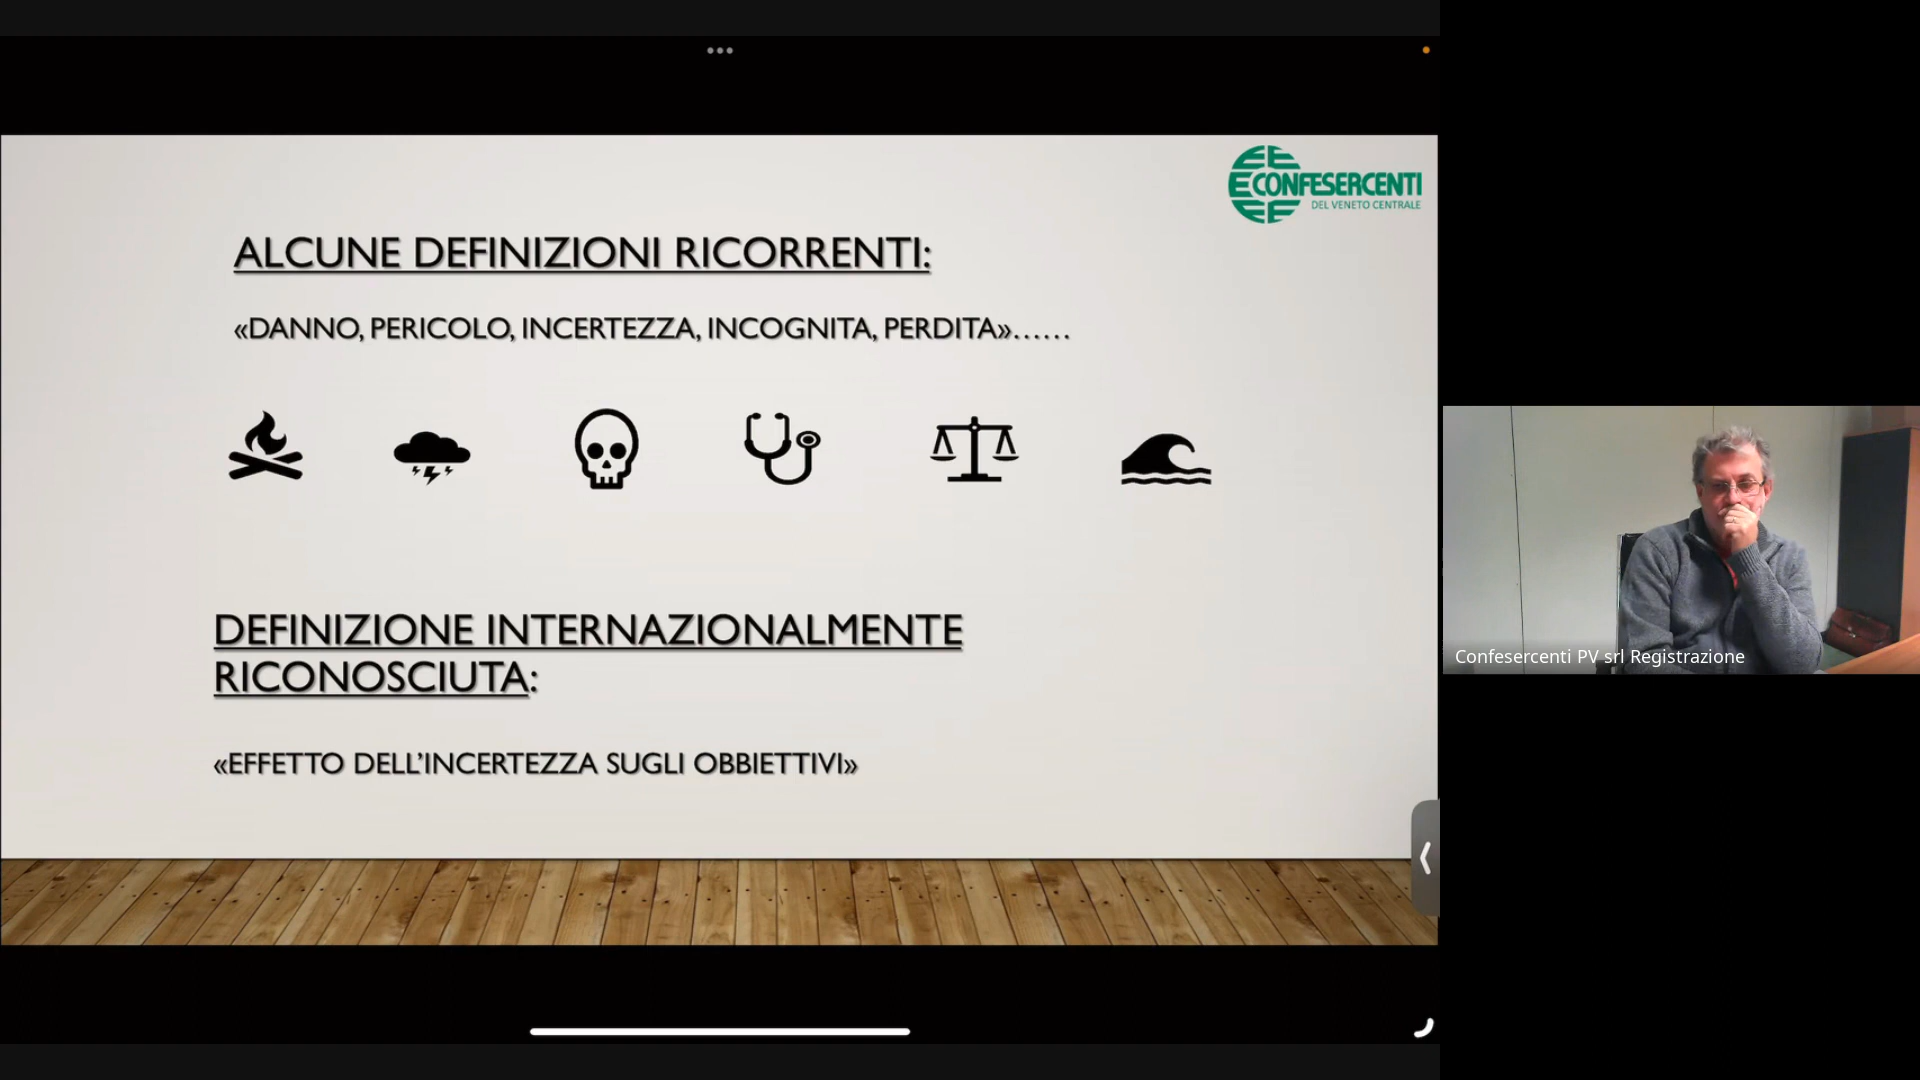 CONFESERCENTI
DEL VENETO CENTRALE
ALCUNE DEFINIZIONI RICORRENTI:
«DANNO, PERICOLO, INCERTEZZA, INCOGNITA, PERDITA»......
DEFINIZIONE INTERNAZIONALMENTE
RICONOSCIUTA:
«EFFETTO DELL'INCERTEZZA SUGLI OBBIETTIVI»
Confesercenti PV srl Registrazione